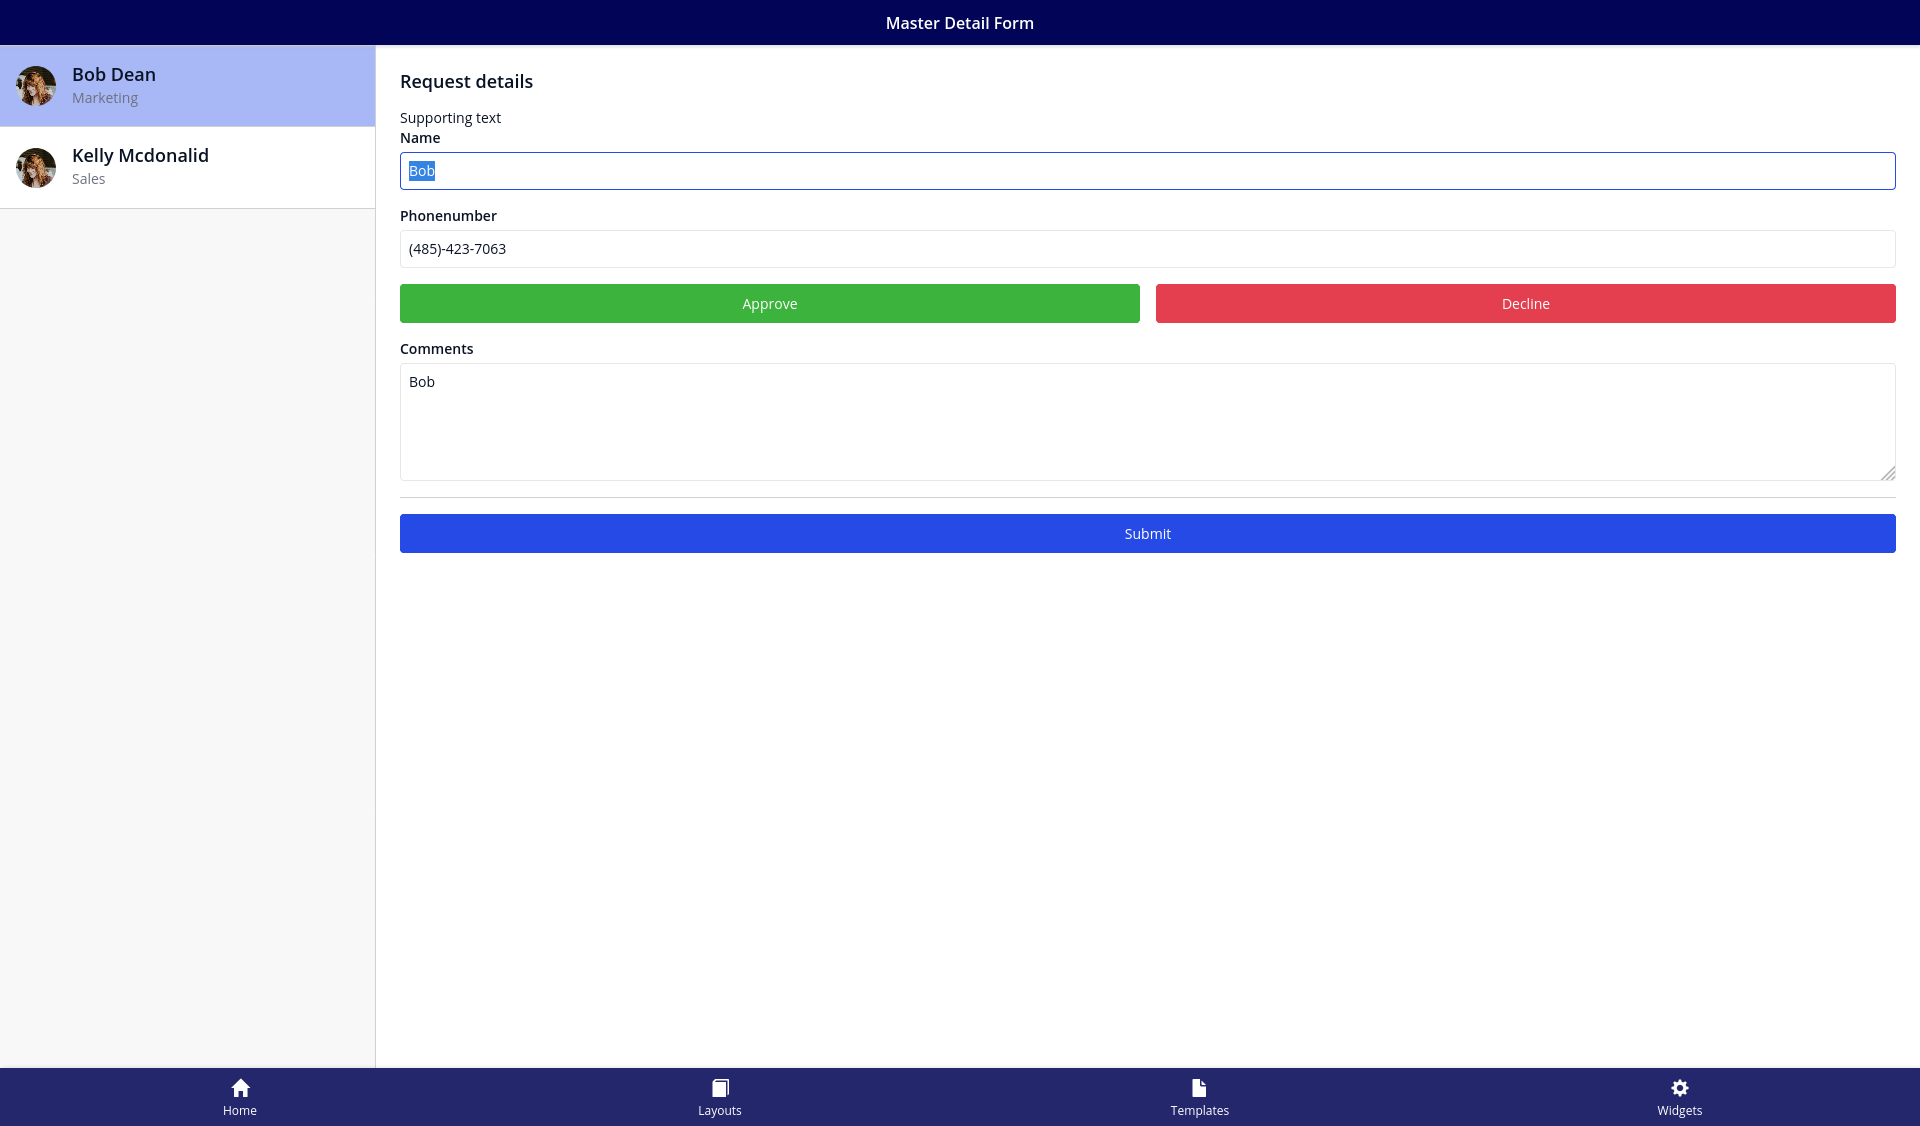 Master Detail Form
Bob Dean
Marketing
Kelly Mcdonalid
Sales
Request details
Supporting text
Name
Bob
Phonenumber
(485)-423-7063
Approve
Decline
Comments
Bob
Submit
Home
Layouts
Templates
Widgets